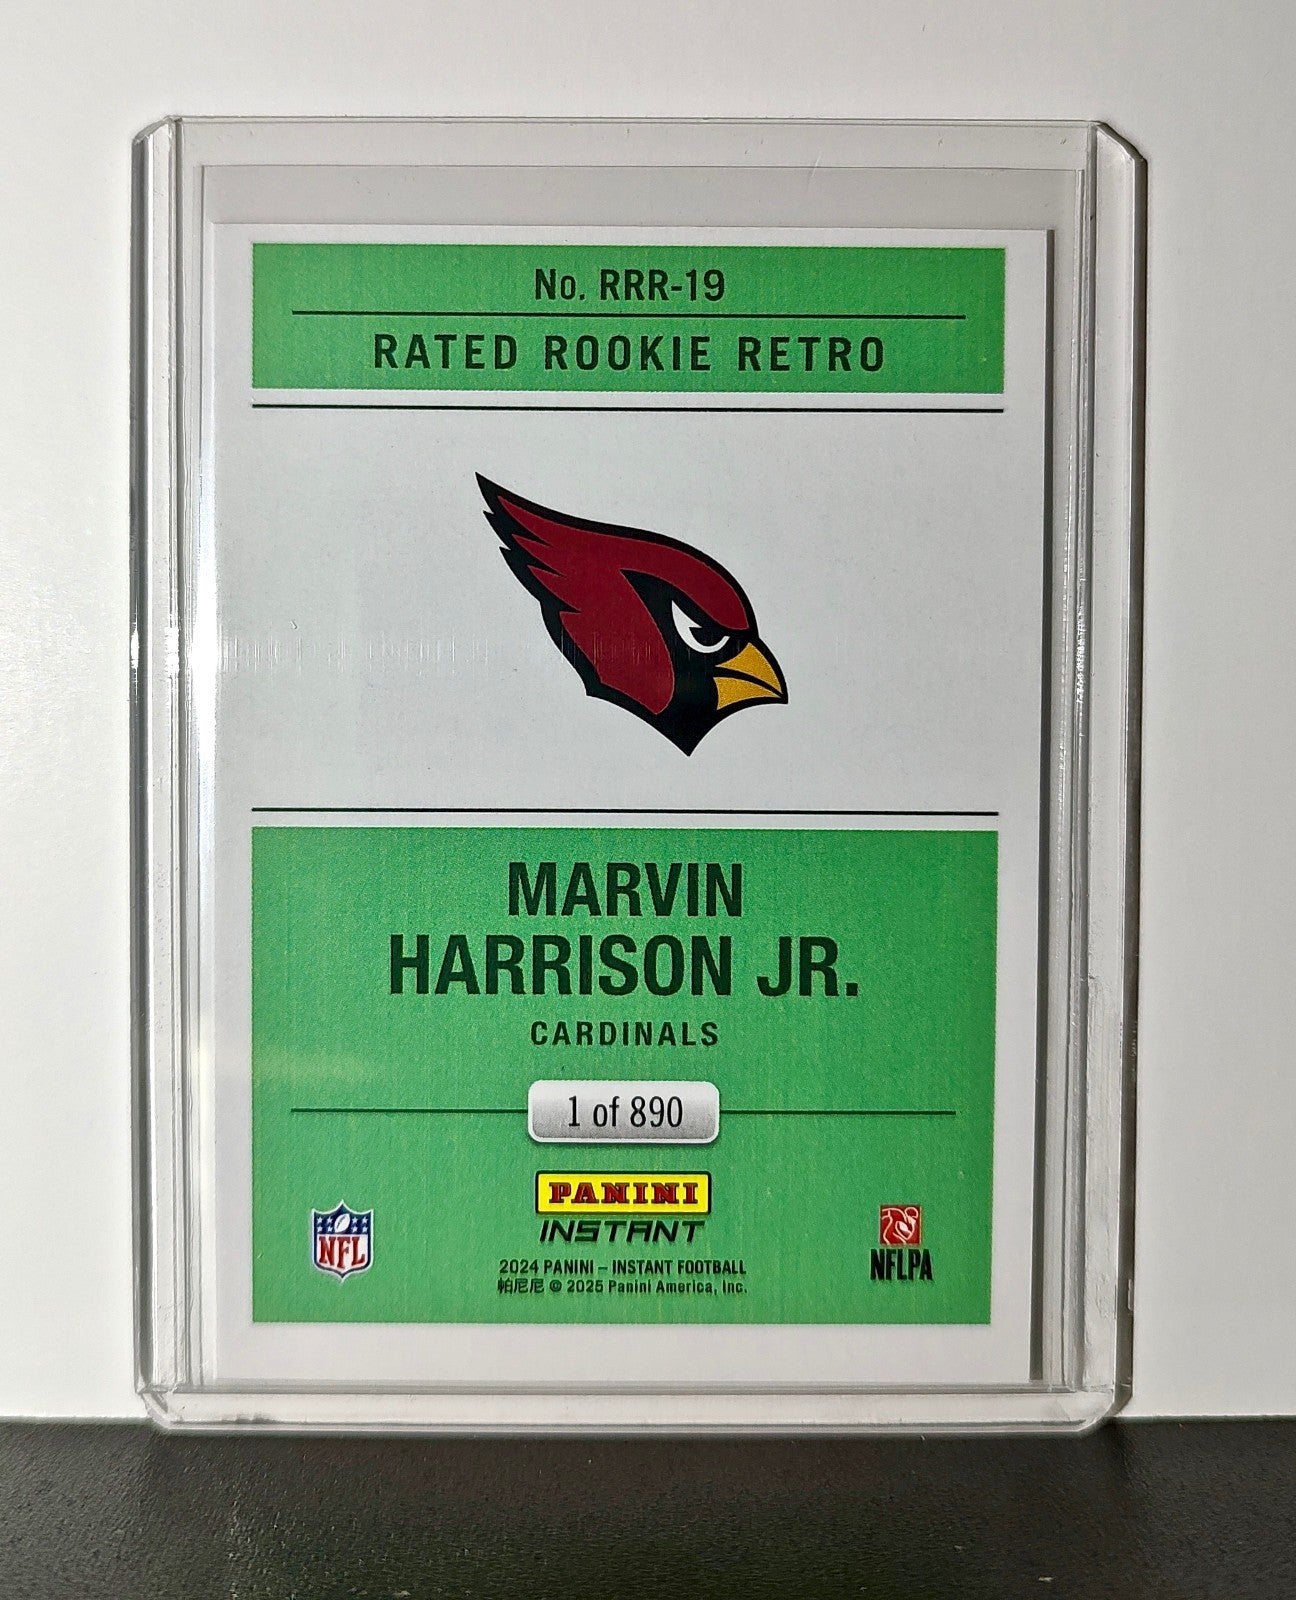 No. RRR-19
RATED ROOKIE RETRO
MARVIN
HARRISON JR.
CARDINALS
1 of 890
PANINI
INSTANT
NFL
NFLPA
2024 PANINI – INSTANT FOOTBALL
帕尼尼 © 2025 Panini America, Inc.